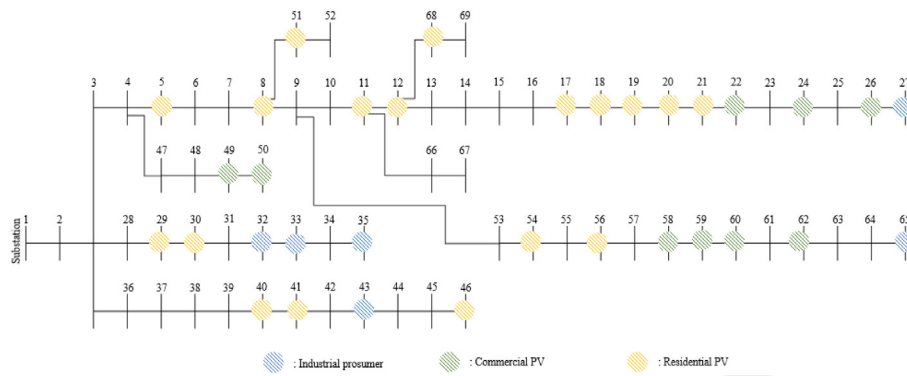 51 52 68 69
3 4 5 6 7 8 9 10 11 12 13 14 15 16 17 18 19 20 21 22 23 24 25 26 27
47 48 49 50 66 67
Substation
1 2 28 29 30 31 32 33 34 35 53 54 55 56 57 58 59 60 61 62 63 64 65
36 37 38 39 40 41 42 43 44 45 46
: Industrial prosumer : Commercial PV : Residential PV